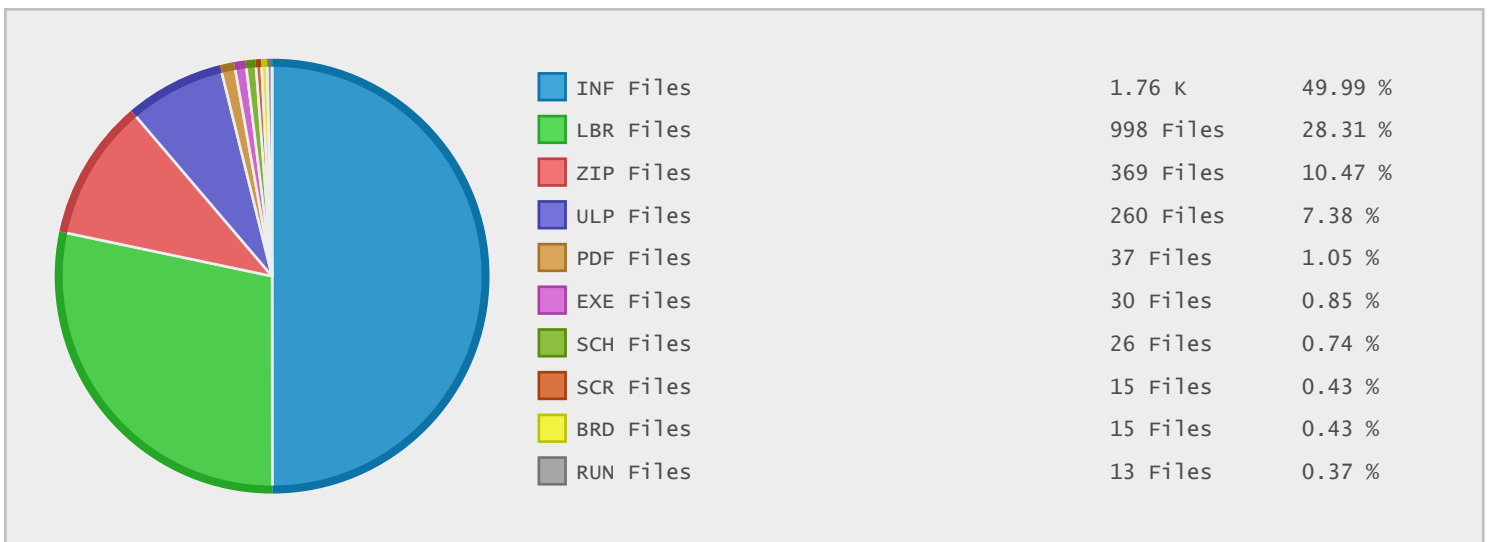 INF Files 1.76 K 49.99 %
LBR Files 998 Files 28.31 %
ZIP Files 369 Files 10.47 %
ULP Files 260 Files 7.38 %
PDF Files 37 Files 1.05 %
EXE Files 30 Files 0.85 %
SCH Files 26 Files 0.74 %
SCR Files 15 Files 0.43 %
BRD Files 15 Files 0.43 %
RUN Files 13 Files 0.37 %